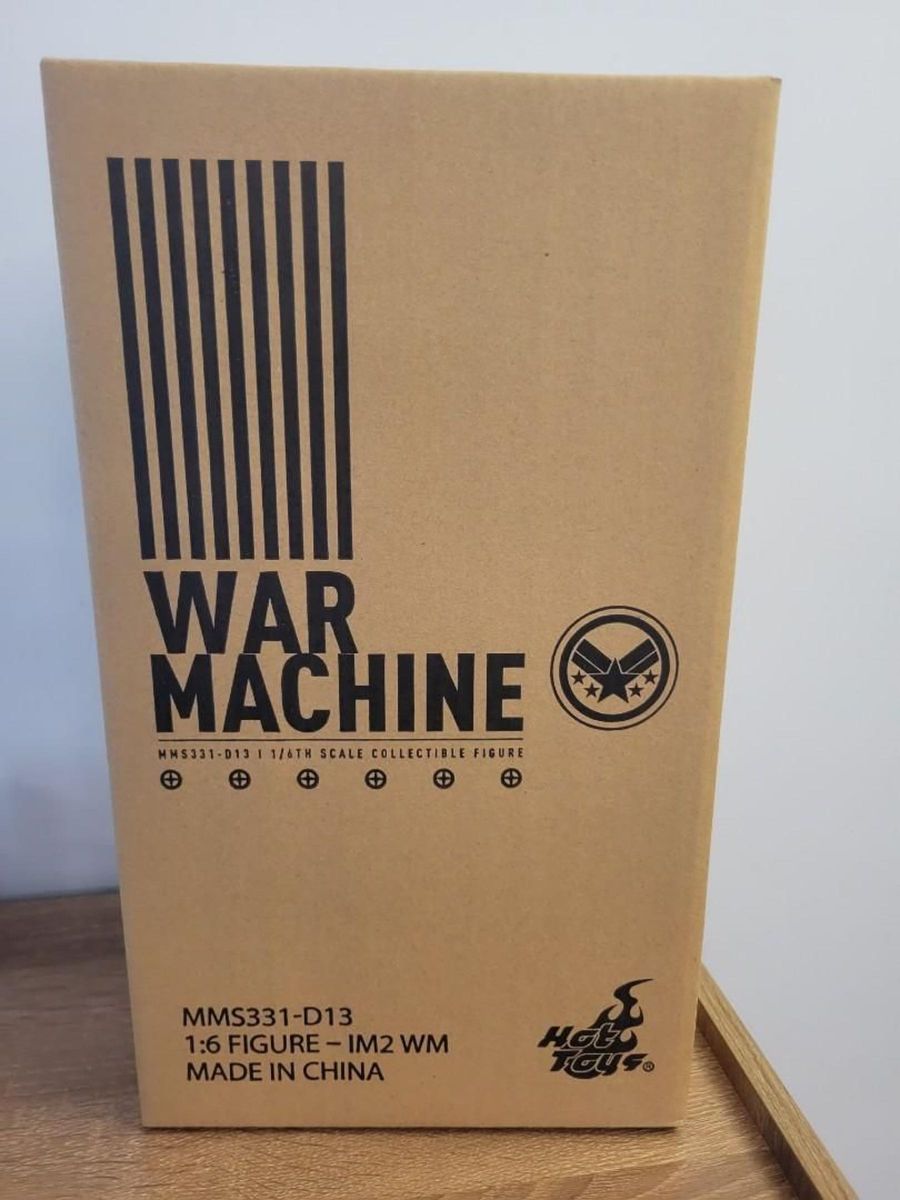 WAR
MACHINE
MMS331-D13 | 1/6TH SCALE COLLECTIBLE FIGURE
MMS331-D13
1:6 FIGURE – IM2 WM
MADE IN CHINA
Hot
Toys®